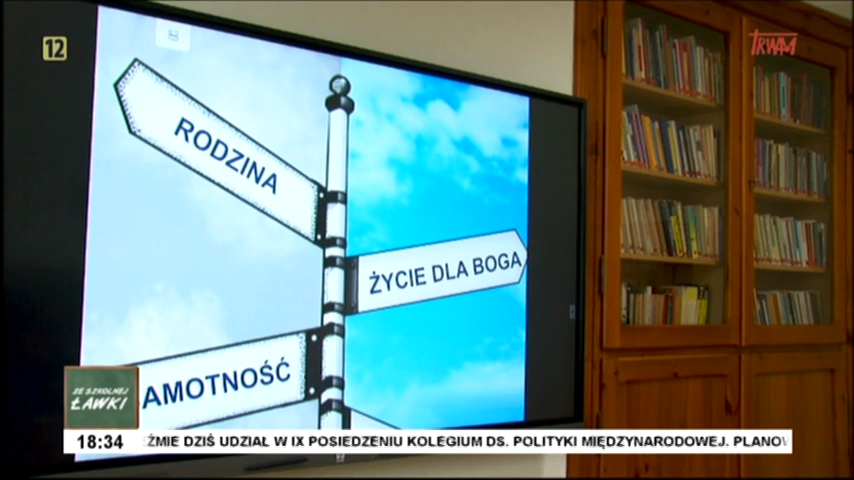 12
TRWAM
RODZINA
ŻYCIE DLA BOGA
AMOTNOŚĆ
ZE SZKOLNEJ
ŁAWKI
18:34
EŹMIE DZIŚ UDZIAŁ W IX POSIEDZENIU KOLEGIUM DS. POLITYKI MIĘDZYNARODOWEJ. PLANOW